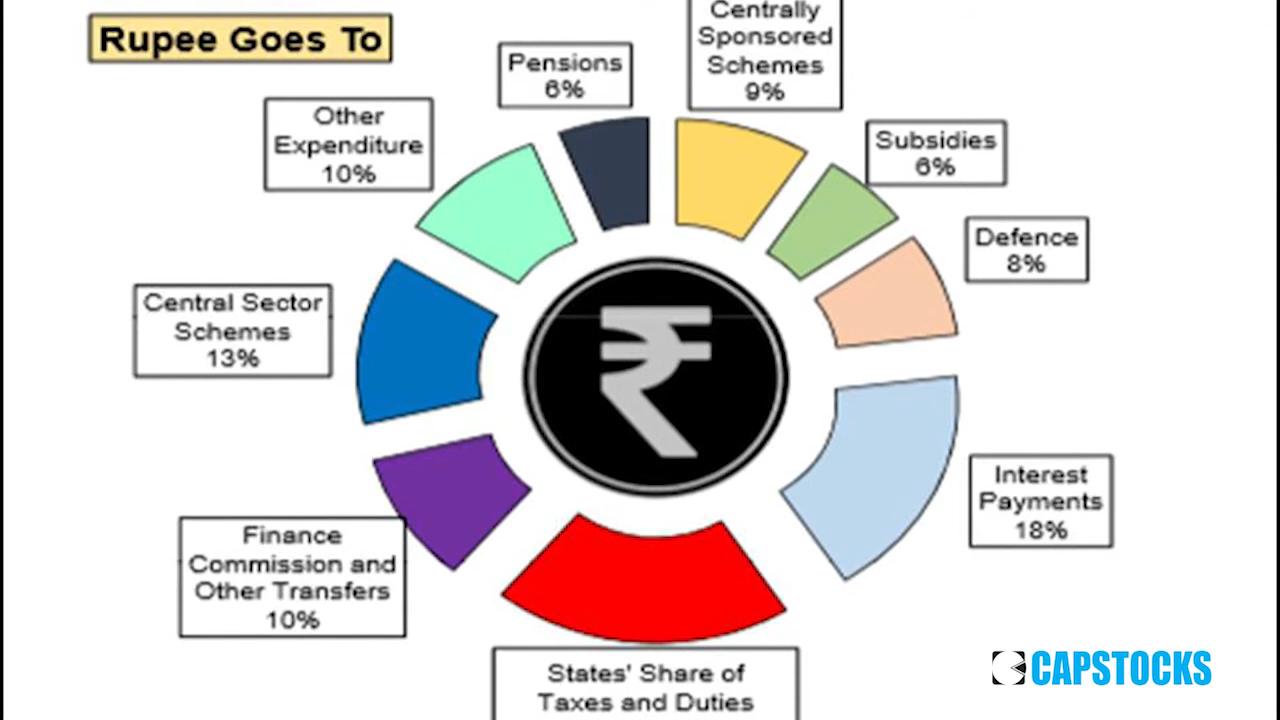 Rupee Goes To
Centrally
Sponsored
Schemes
9%
Pensions
6%
Other
Expenditure
10%
Subsidies
6%
Defence
8%
Central Sector
Schemes
13%
Interest
Payments
18%
Finance
Commission and
Other Transfers
10%
States' Share of
Taxes and Duties
CAPSTOCKS